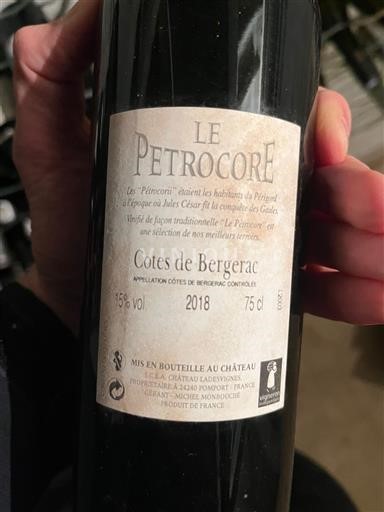 LE
PETROCORE
Les "Pétrocorii" étaient les habitants du Périgord
à l'époque où Jules César fit la conquête des Gaules.
Vinifié de façon traditionnelle "Le Pétrocore" est
une sélection de nos meilleurs terroirs.
Côtes de Bergerac
APPELLATION CÔTES DE BERGERAC CONTRÔLÉE
15% vol 2018 75 cl
L2003
MIS EN BOUTEILLE AU CHÂTEAU
S.C.E.A. CHÂTEAU LADESVIGNES,
PROPRIÉTAIRE À 24240 POMPORT - FRANCE
GÉRANT - MICHEL MONBOUCHÉ
PRODUIT DE FRANCE